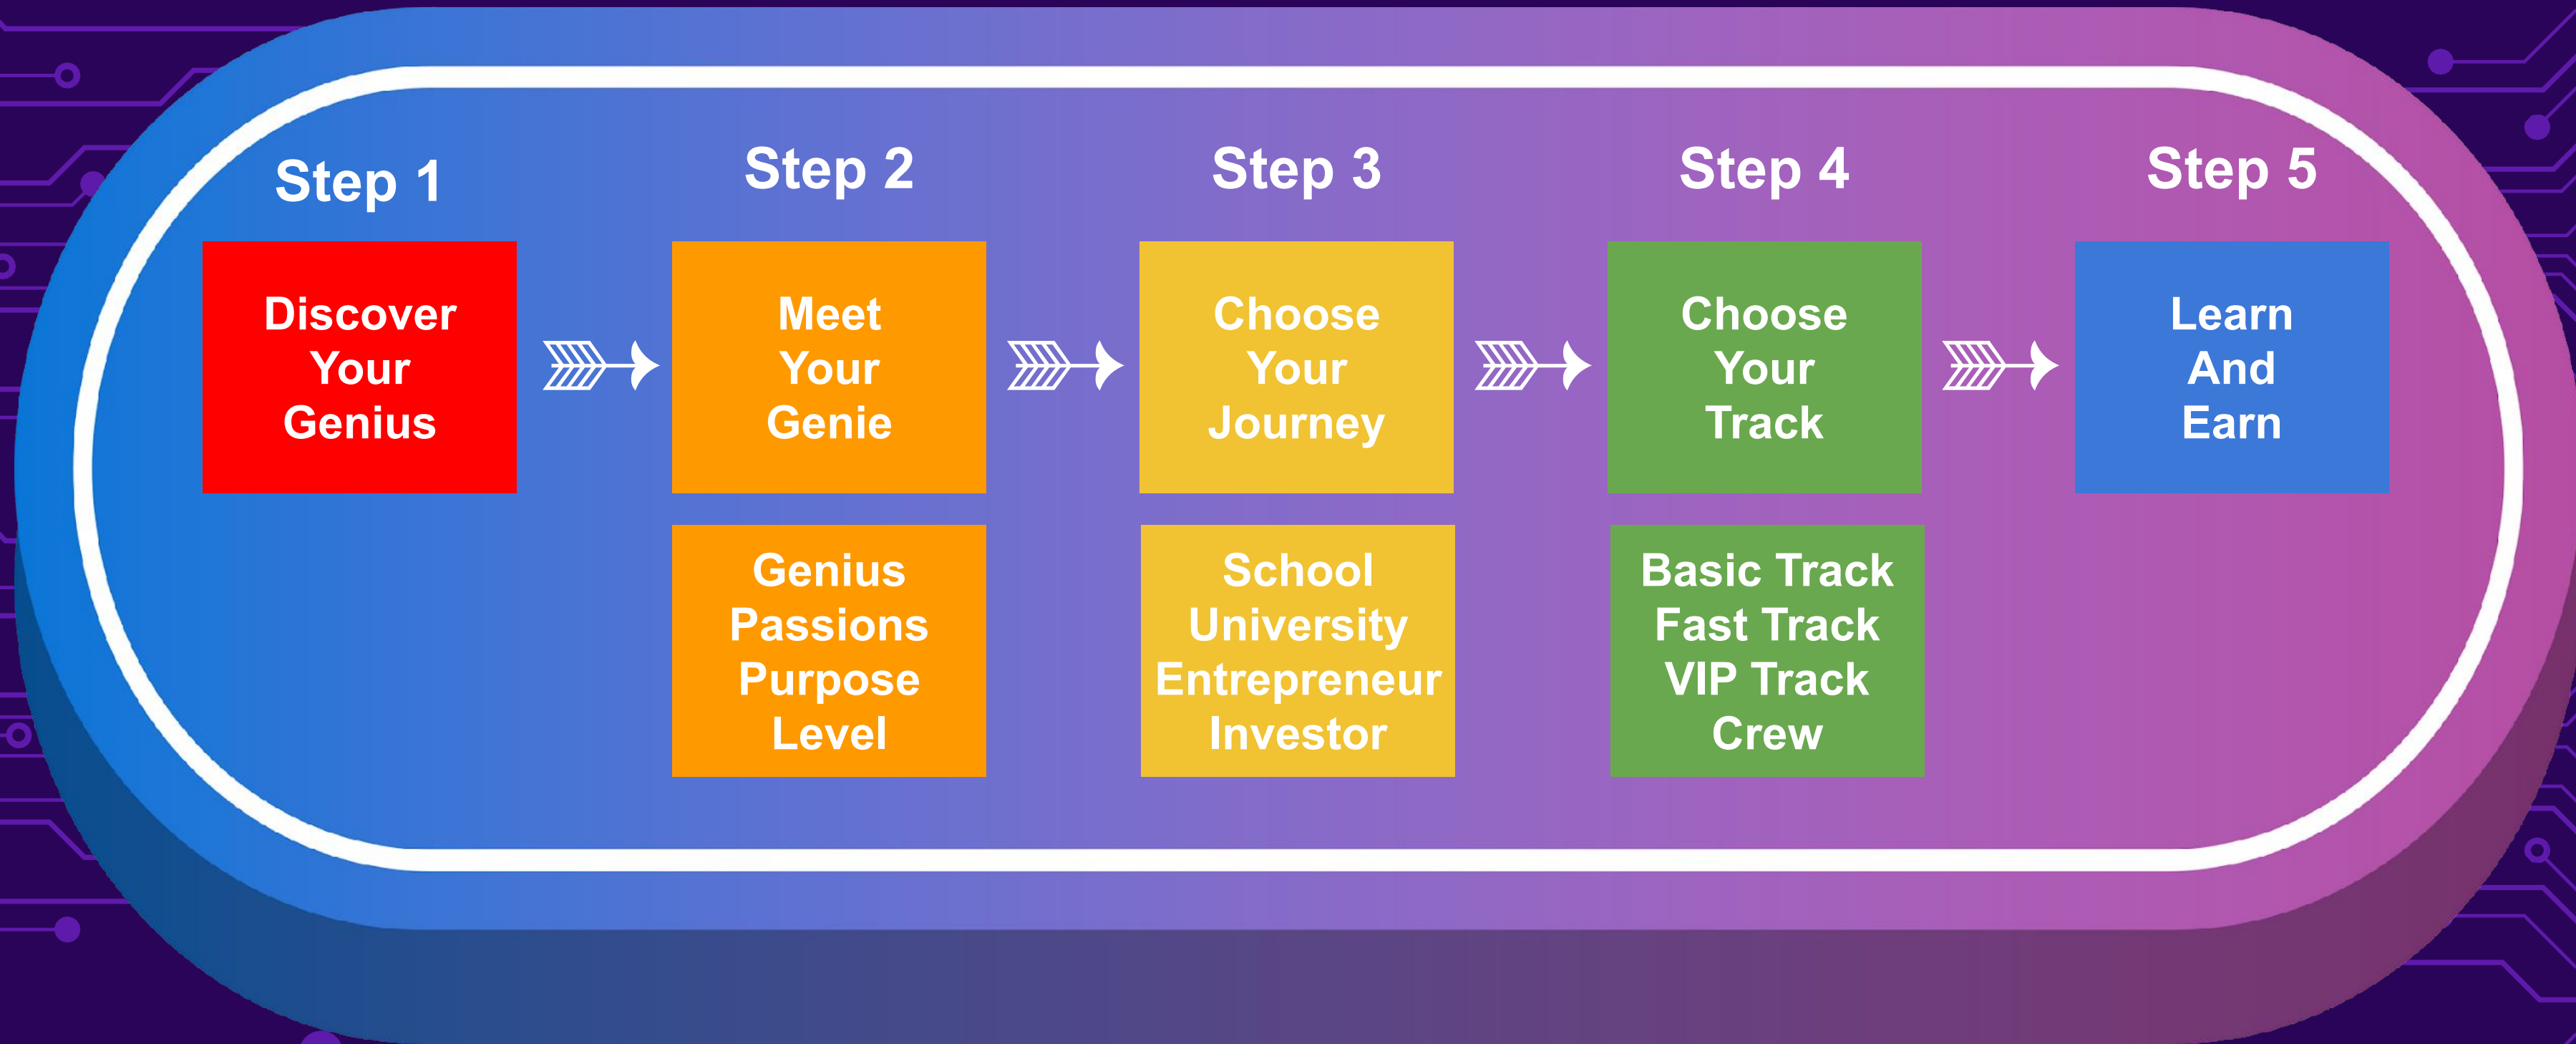 Step 1
Discover
Your
Genius
Step 2
Meet
Your
Genie
Genius
Passions
Purpose
Level
Step 3
Choose
Your
Journey
School
University
Entrepreneur
Investor
Step 4
Choose
Your
Track
Basic Track
Fast Track
VIP Track
Crew
Step 5
Learn
And
Earn